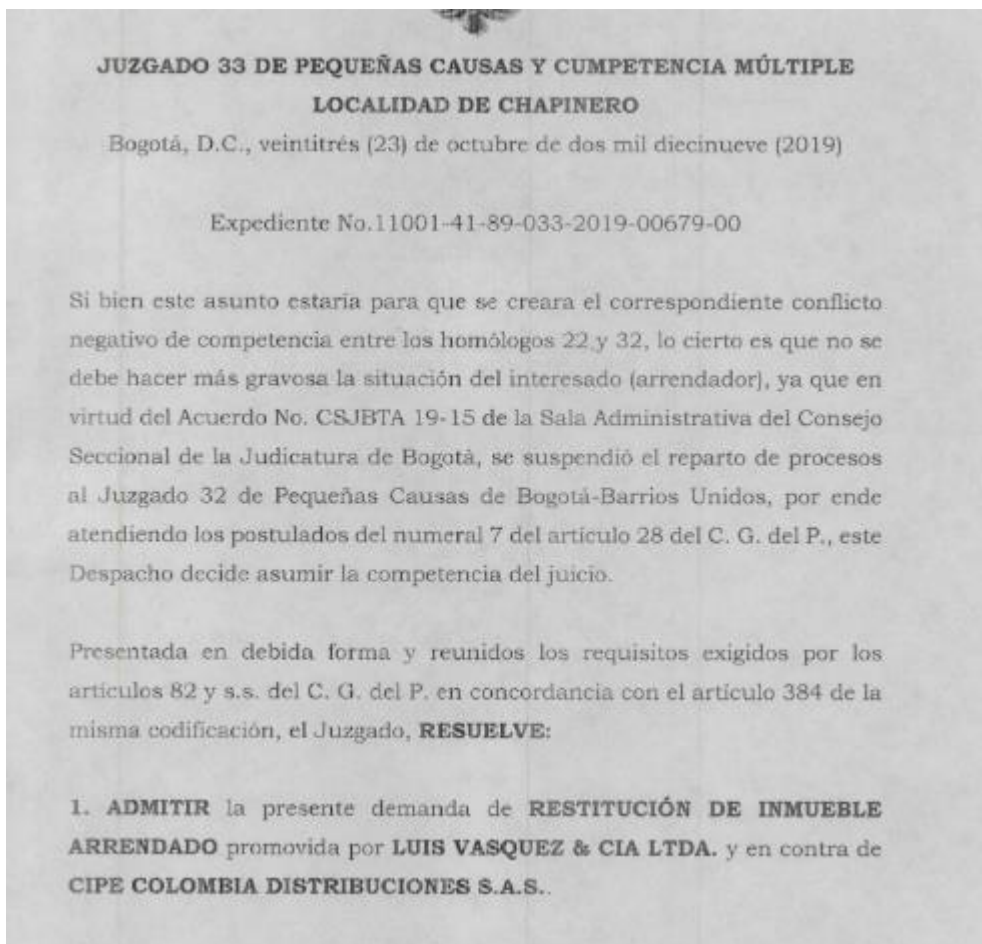 JUZGADO 33 DE PEQUEÑAS CAUSAS Y CUMPETENCIA MÚLTIPLE
LOCALIDAD DE CHAPINERO
Bogotá, D.C., veintitrés (23) de octubre de dos mil diecinueve (2019)
Expediente No.11001-41-89-033-2019-00679-00
Si bien este asunto estaría para que se creara el correspondiente conflicto
negativo de competencia entre los homólogos 22 y 32, lo cierto es que no se
debe hacer más gravosa la situación del interesado (arrendador), ya que en
virtud del Acuerdo No. CSJBTA 19-15 de la Sala Administrativa del Consejo
Seccional de la Judicatura de Bogotà, se suspendió el reparto de procesos
al Juzgado 32 de Pequeñas Causas de Bogotá-Barrios Unidos, por ende
atendiendo los postulados del numeral 7 del artículo 28 del C. G. del P., este
Despacho decide asumir la competencia del juicio.
Presentada en debida forma y reunidos los requisitos exigidos por los
artículos 82 y s.s. del C. G. del P. en concordancia con el artículo 384 de la
misma codificación, el Juzgado, RESUELVE:
1. ADMITIR la presente demanda de RESTITUCIÓN DE INMUEBLE
ARRENDADO promovida por LUIS VASQUEZ & CIA LTDA. y en contra de
CIPE COLOMBIA DISTRIBUCIONES S.A.S..